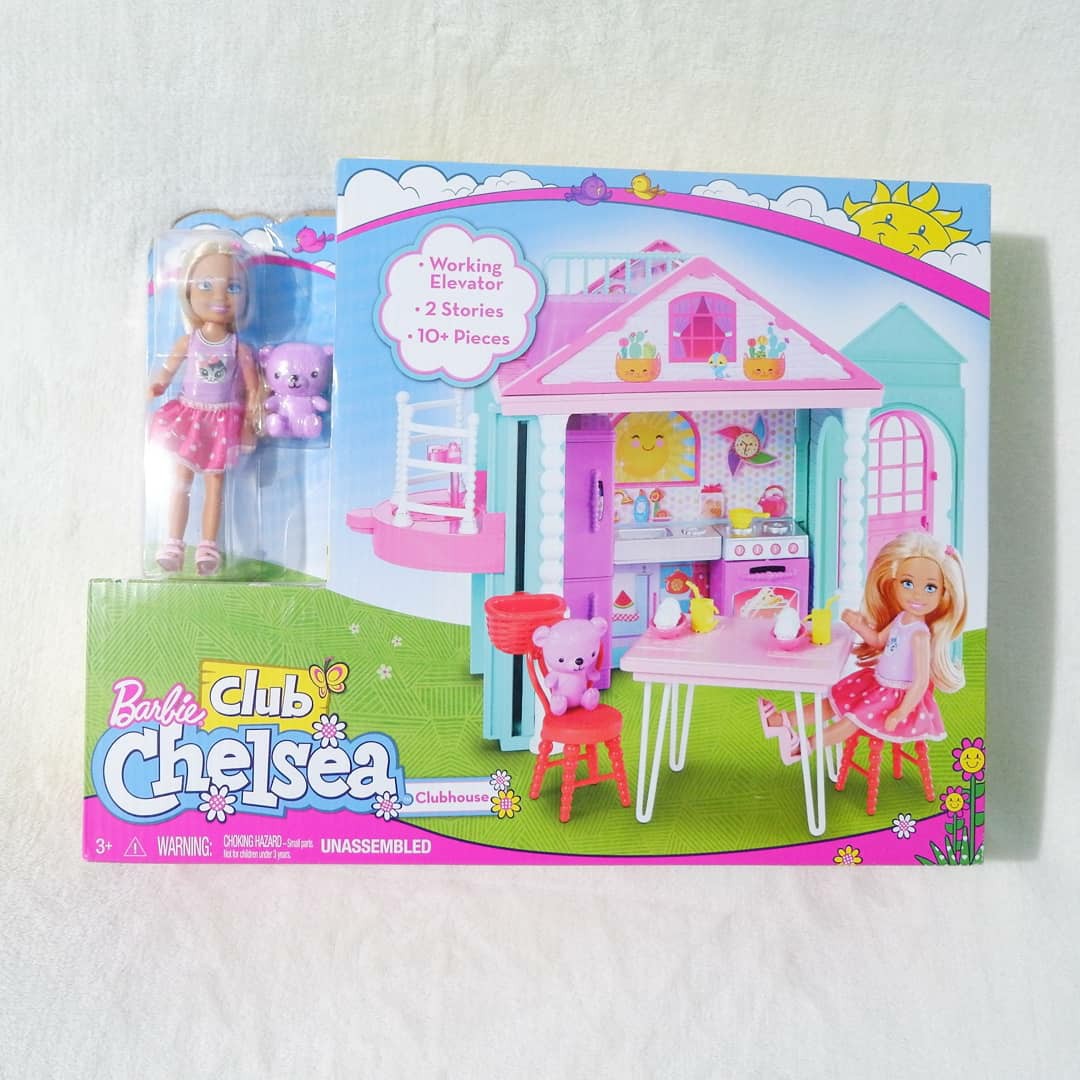 • Working
Elevator
• 2 Stories
• 10+ Pieces
Barbie
Club
Chelsea
Clubhouse
3+ WARNING: CHOKING HAZARD – Small parts
Not for children under 3 years.
UNASSEMBLED